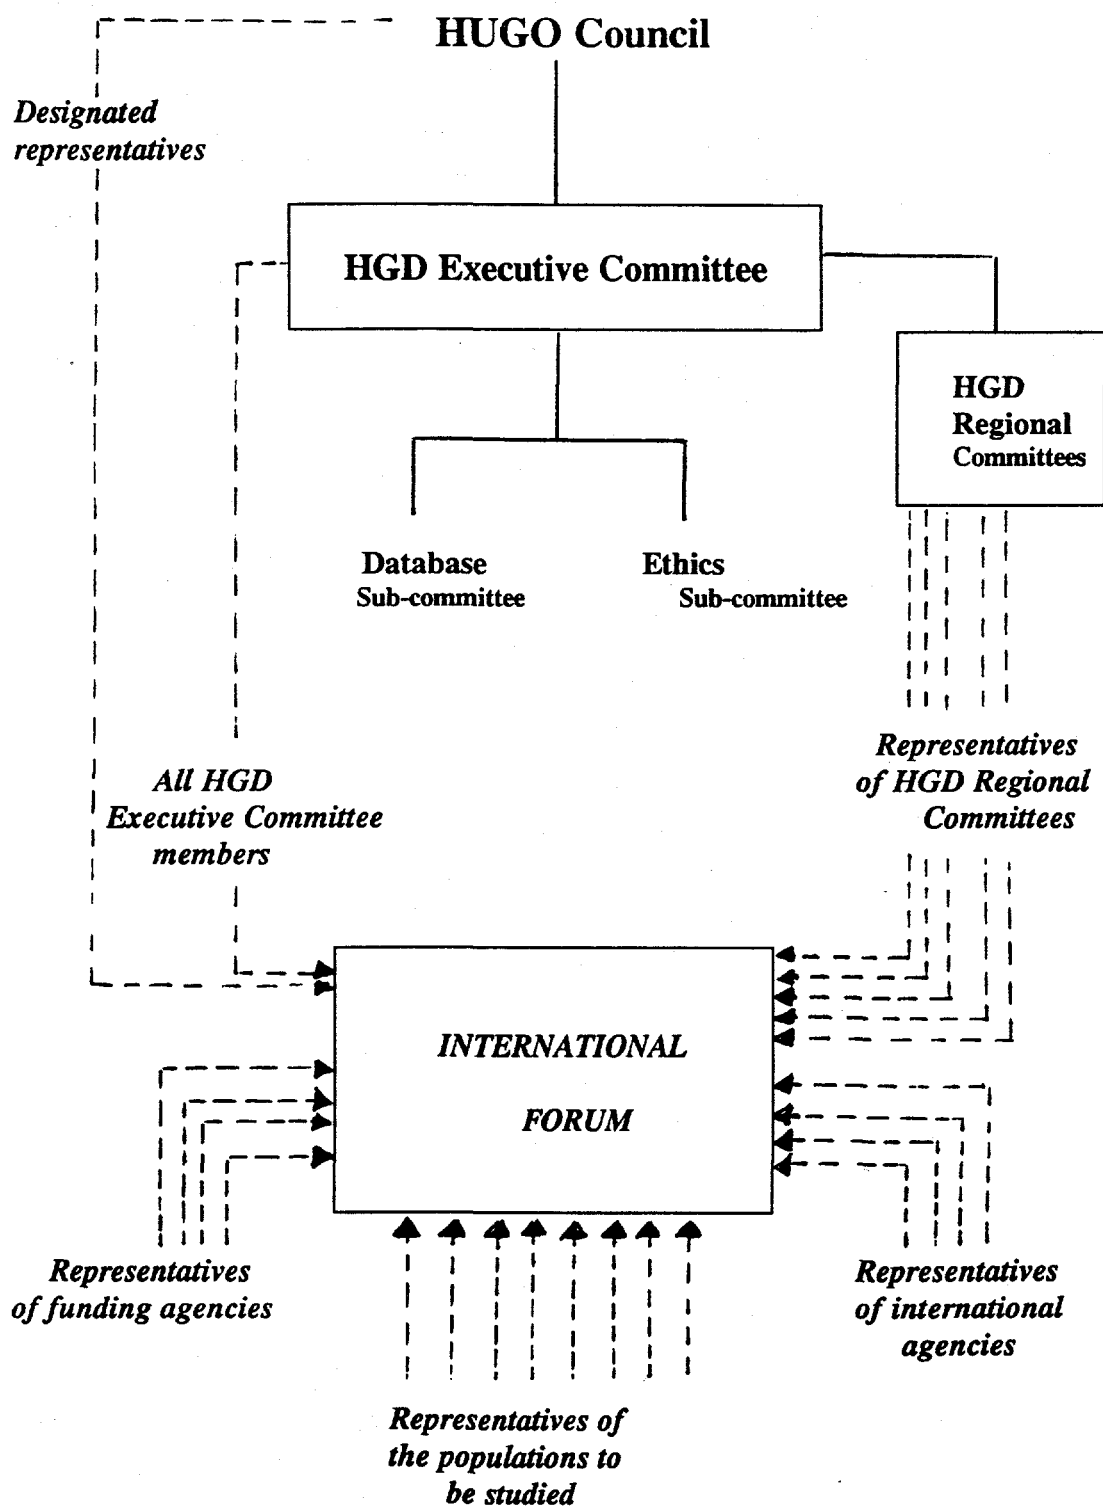 HUGO Council
Designated
representatives
HGD Executive Committee
HGD
Regional
Committees
Database
Sub-committee
Ethics
Sub-committee
All HGD
Executive Committee
members
Representatives
of HGD Regional
Committees
INTERNATIONAL
FORUM
Representatives
of funding agencies
Representatives
of international
agencies
Representatives of
the populations to
be studied